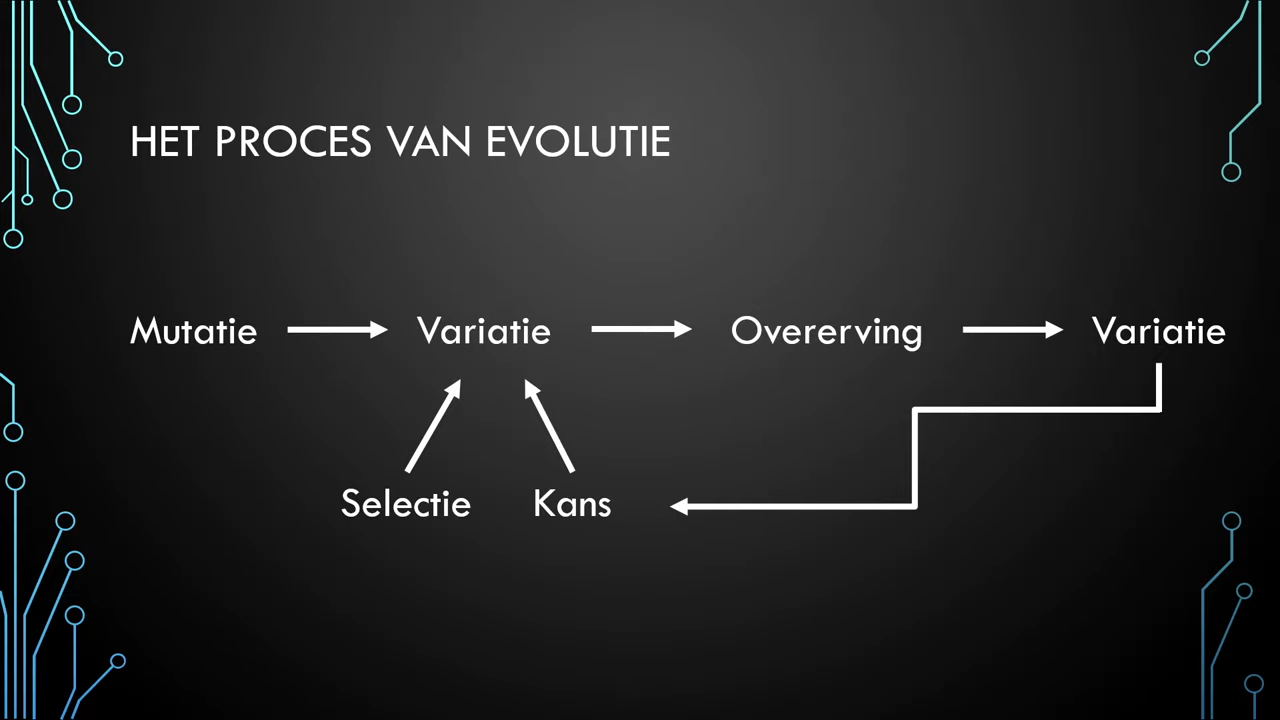 HET PROCES VAN EVOLUTIE
Mutatie Variatie Overerving Variatie
Selectie Kans